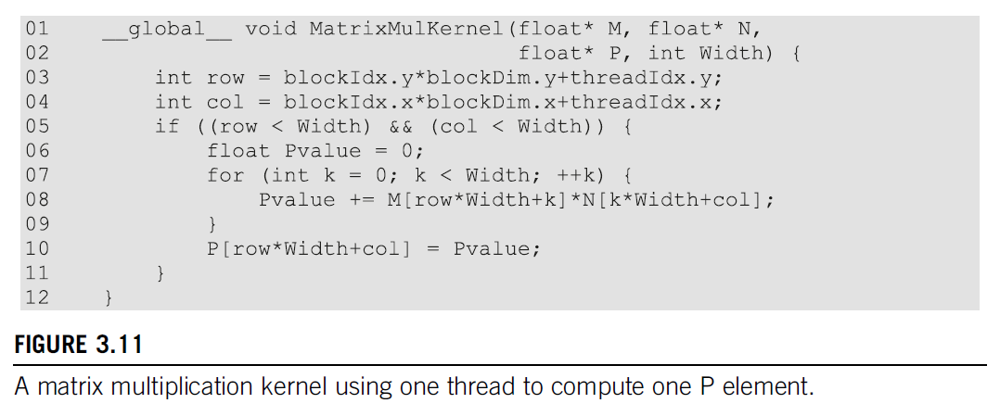 01 __global__ void MatrixMulKernel(float* M, float* N,
02 float* P, int Width) {
03 int row = blockIdx.y*blockDim.y+threadIdx.y;
04 int col = blockIdx.x*blockDim.x+threadIdx.x;
05 if ((row < Width) && (col < Width)) {
06 float Pvalue = 0;
07 for (int k = 0; k < Width; ++k) {
08 Pvalue += M[row*Width+k]*N[k*Width+col];
09 }
10 P[row*Width+col] = Pvalue;
11 }
12 }
FIGURE 3.11
A matrix multiplication kernel using one thread to compute one P element.